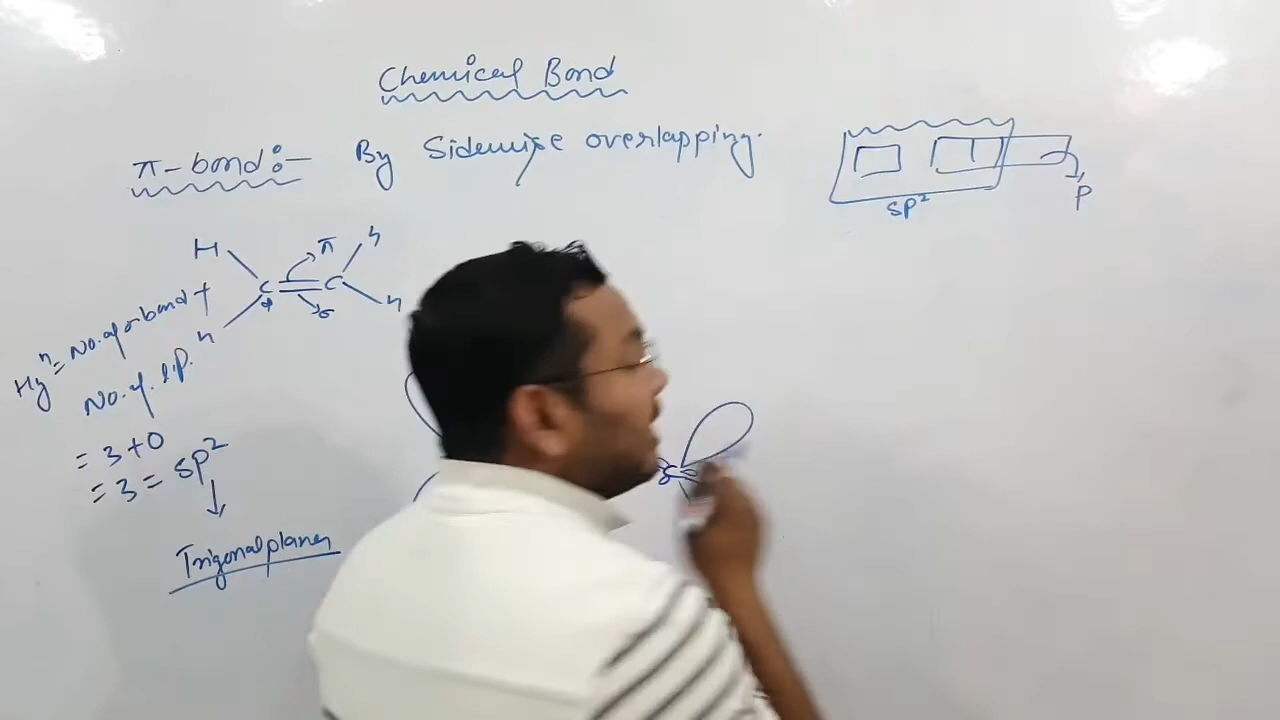 Chemical Bond
π-bond:- By Sidewise overlapping.
sp²
P
H π H
C C
H σ H
Hyⁿ = No. of σ bond +
No. of l.p.
= 3+0
= 3 = sp²
Trigonal planer
C